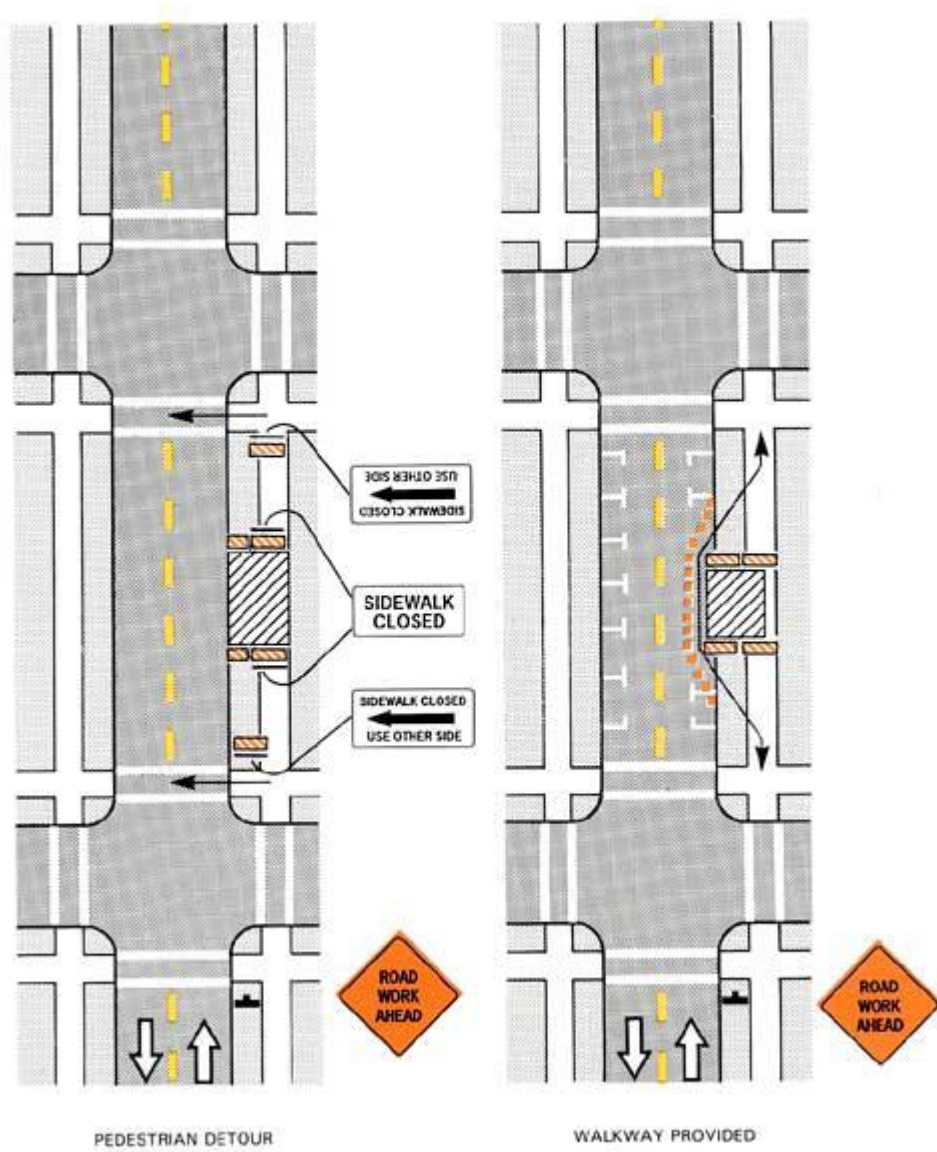 USE OTHER SIDE
SIDEWALK CLOSED
SIDEWALK
CLOSED
SIDEWALK CLOSED
USE OTHER SIDE
ROAD
WORK
AHEAD
ROAD
WORK
AHEAD
PEDESTRIAN DETOUR
WALKWAY PROVIDED